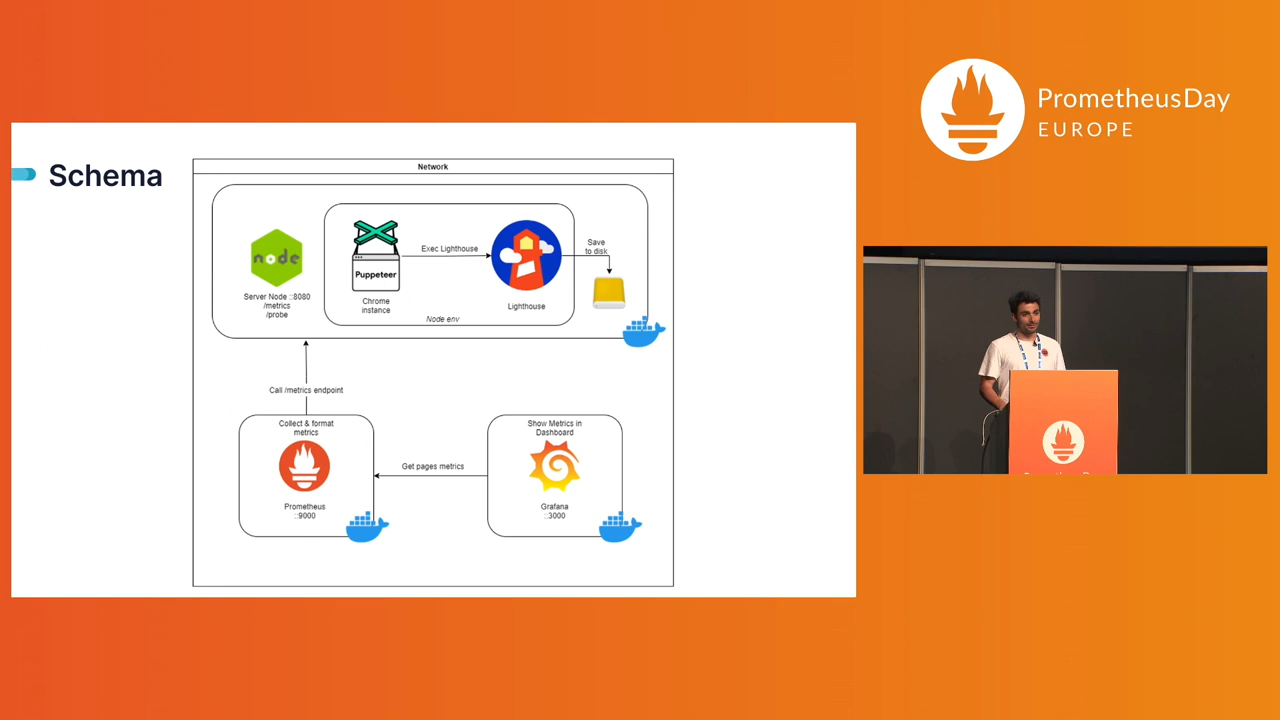 PrometheusDay
EUROPE
Schema
Network
node
Server Node ::8080
/metrics
/probe
Puppeteer
Chrome
instance
Exec Lighthouse
Lighthouse
Node env
Save
to disk
Call /metrics endpoint
Collect & format
metrics
Prometheus
::9000
Get pages metrics
Show Metrics in
Dashboard
Grafana
::3000